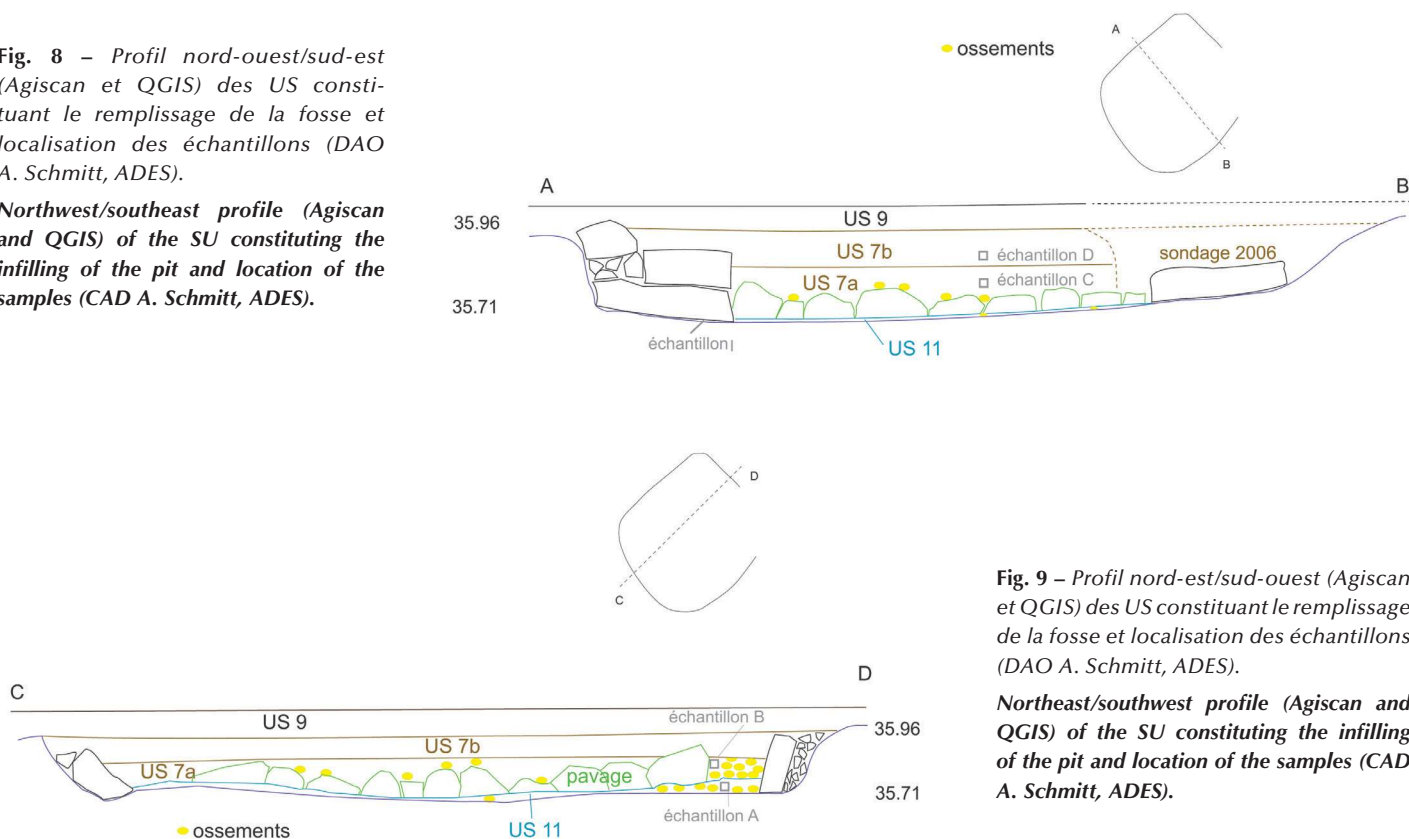 Fig. 8 – Profil nord-ouest/sud-est
(Agiscan et QGIS) des US consti-
tuant le remplissage de la fosse et
localisation des échantillons (DAO
A. Schmitt, ADES).
Northwest/southeast profile (Agiscan
and QGIS) of the SU constituting the
infilling of the pit and location of the
samples (CAD A. Schmitt, ADES).
ossements
A
B
A
B
35.96
US 9
US 7b
échantillon D
sondage 2006
US 7a
échantillon C
35.71
échantillon
US 11
D
C
C
D
US 9
échantillon B
35.96
US 7b
US 7a
pavage
35.71
échantillon A
ossements
US 11
Fig. 9 – Profil nord-est/sud-ouest (Agiscan
et QGIS) des US constituant le remplissage
de la fosse et localisation des échantillons
(DAO A. Schmitt, ADES).
Northeast/southwest profile (Agiscan and
QGIS) of the SU constituting the infilling
of the pit and location of the samples (CAD
A. Schmitt, ADES).